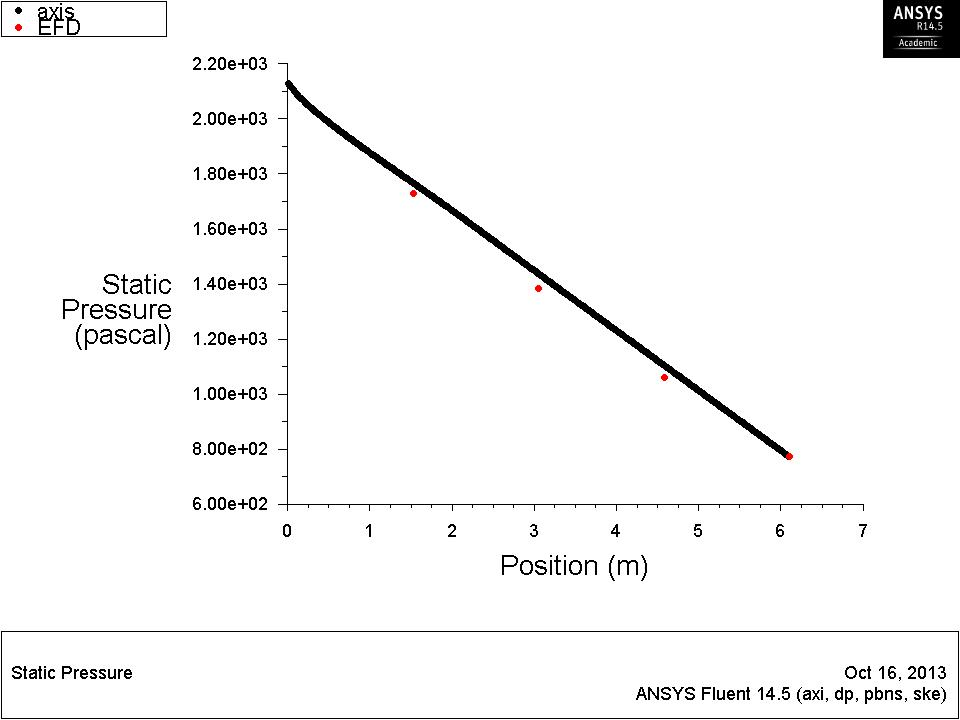 axis
EFD
ANSYS
R14.5
Academic
2.20e+03
2.00e+03
1.80e+03
1.60e+03
1.40e+03
1.20e+03
1.00e+03
8.00e+02
6.00e+02
Static
Pressure
(pascal)
0 1 2 3 4 5 6 7
Position (m)
Static Pressure
Oct 16, 2013
ANSYS Fluent 14.5 (axi, dp, pbns, ske)